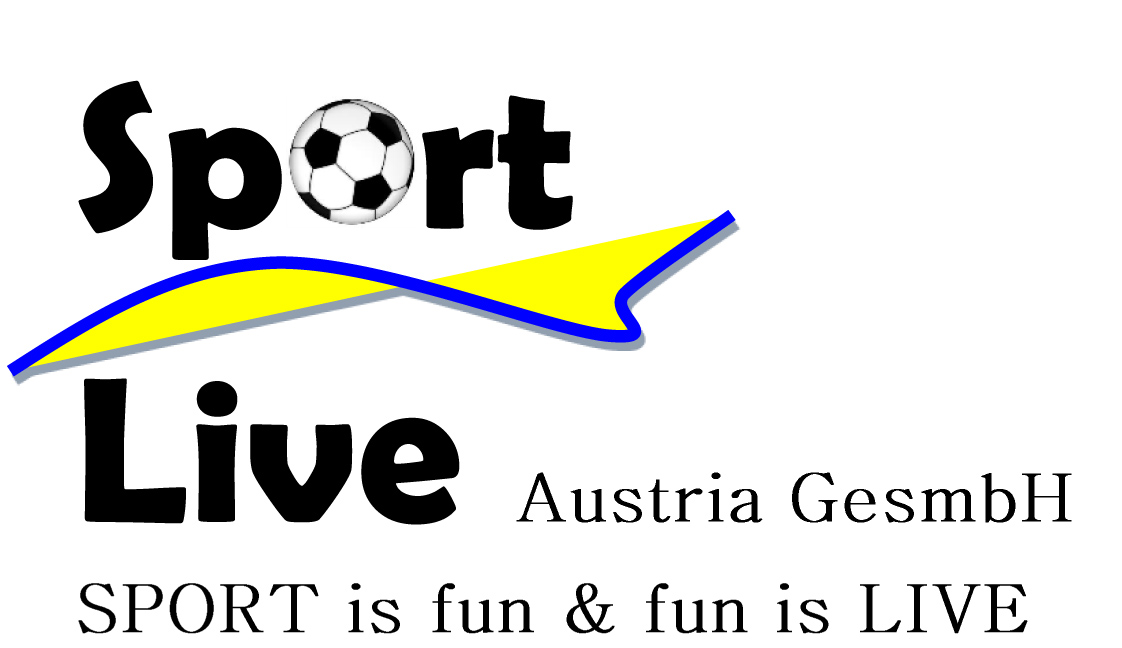 Sport
Live Austria GesmbH
SPORT is fun & fun is LIVE